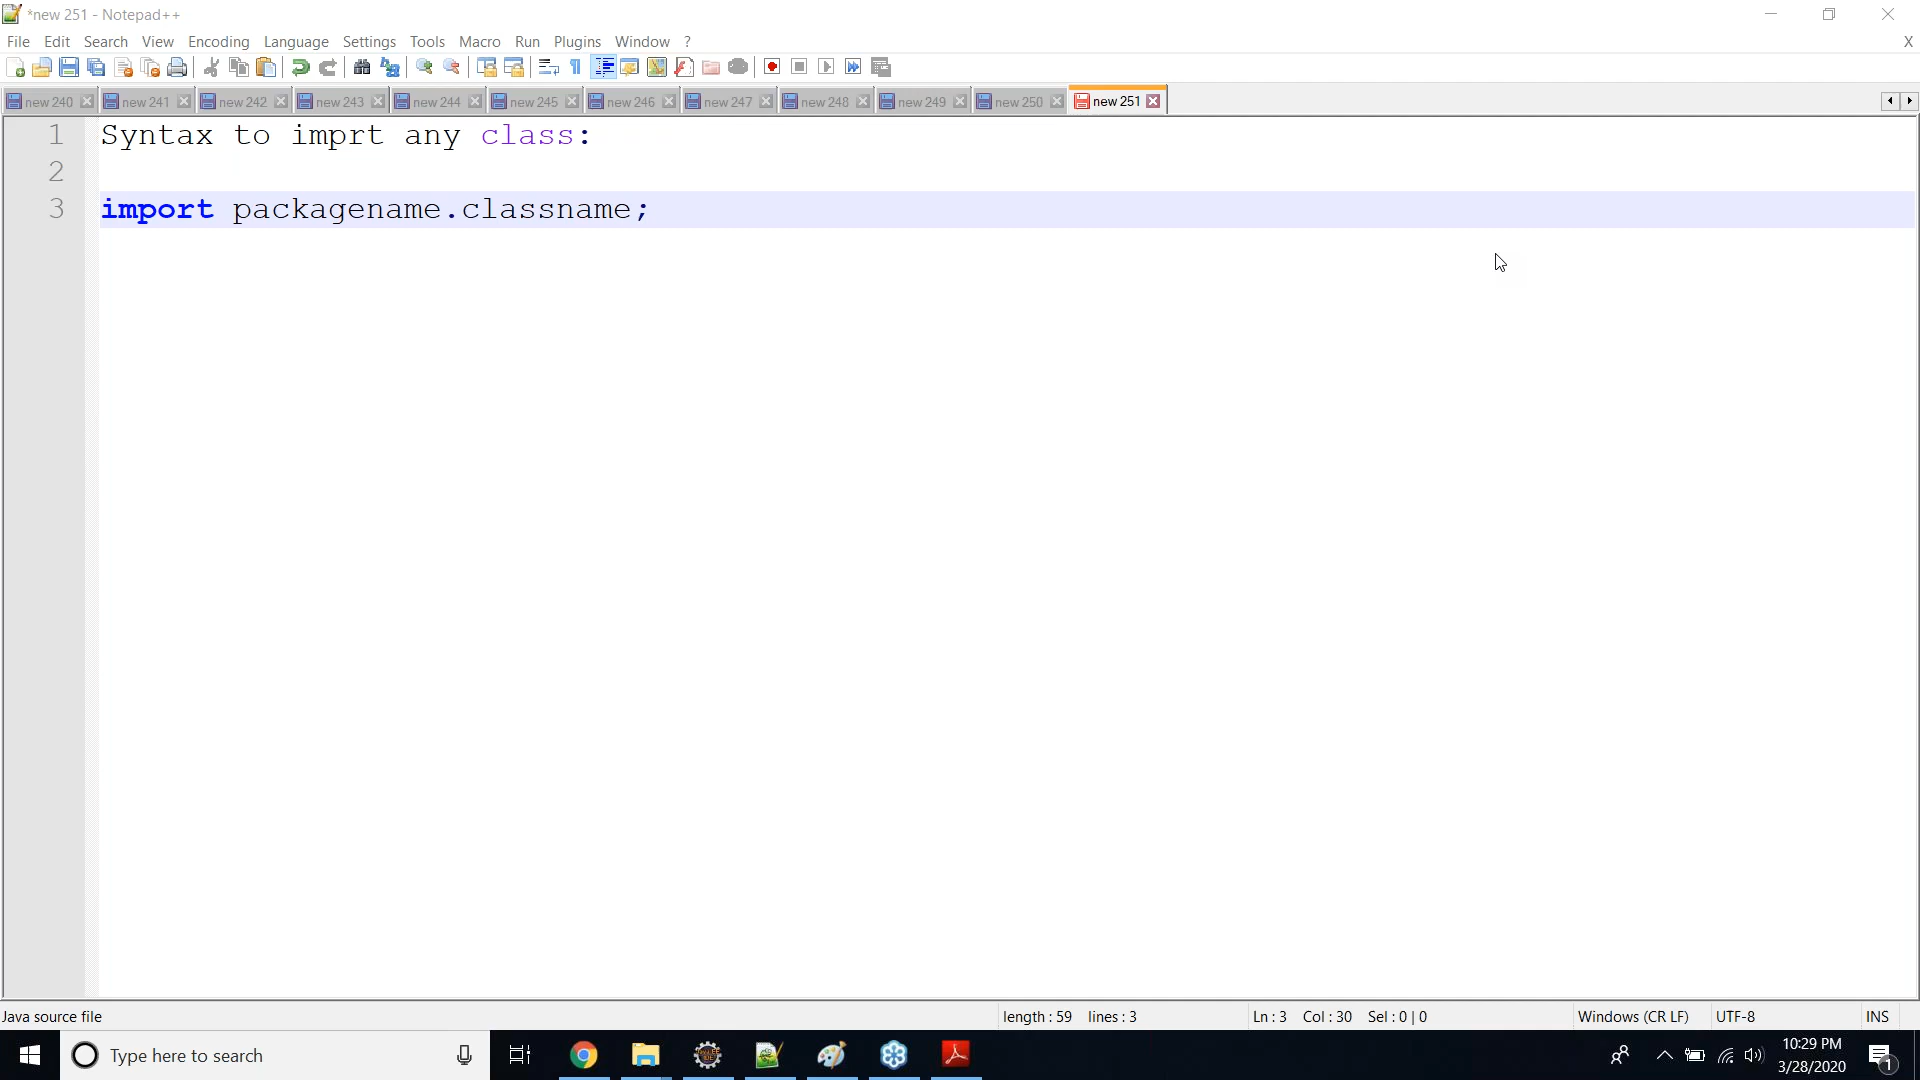 *new 251 - Notepad++
File Edit Search View Encoding Language Settings Tools Macro Run Plugins Window ? X
new 240 new 241 new 242 new 243 new 244 new 245 new 246 new 247 new 248 new 249 new 250 new 251
1 Syntax to imprt any class:
2
3 import packagename.classname;
Java source file length : 59 lines : 3 Ln : 3 Col : 30 Sel : 0 | 0 Windows (CR LF) UTF-8 INS
Type here to search
10:29 PM
3/28/2020
1